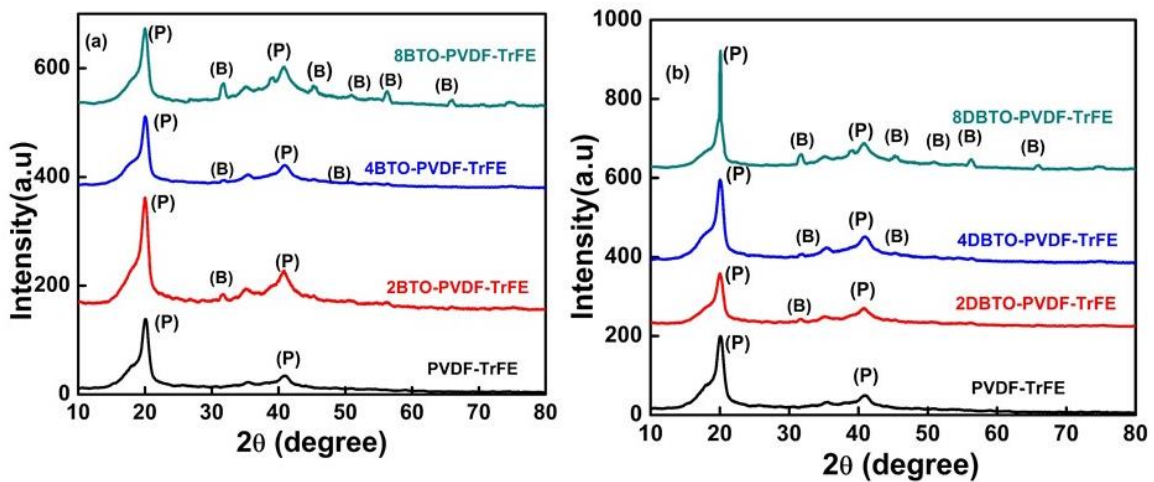 (a)
(P)
8BTO-PVDF-TrFE
(B)
(P)
(B)
(B)
(B)
(B)
(P)
4BTO-PVDF-TrFE
(B)
(P)
(B)
(P)
2BTO-PVDF-TrFE
(B)
(P)
(P)
PVDF-TrFE
(P)
600
400
200
0
Intensity(a.u)
10 20 30 40 50 60 70 80
2θ (degree)
(b)
(P)
8DBTO-PVDF-TrFE
(B)
(P)
(B)
(B)
(B)
(B)
(P)
4DBTO-PVDF-TrFE
(B)
(P)
(B)
(P)
2DBTO-PVDF-TrFE
(B)
(P)
(P)
PVDF-TrFE
(P)
1000
800
600
400
200
0
Intensity(a.u)
10 20 30 40 50 60 70 80
2θ (degree)